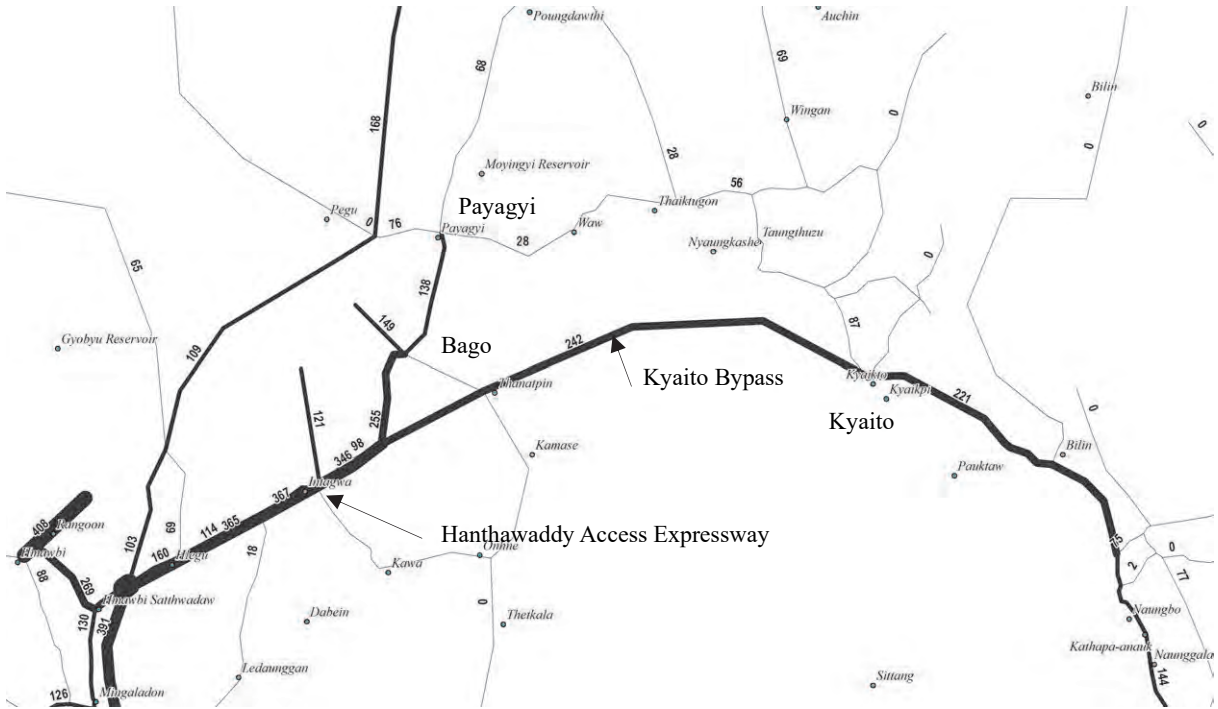 Poungdawthi
Auchin
68
69
168
Wingan
Bilin
0
0
0
28
Moyingyi Reservoir
56
Payagyi
Pegu
0
76
Payagyi
28
Waw
Thaiktugon
Nyaungkashe
Taungthuzu
0
65
138
149
87
Gyobyu Reservoir
109
Bago
242
Kyaito Bypass
Thanatpin
Kyaikto
Kyaikpi
221
Kyaito
0
121
255
98
346
Kamase
Bilin
Pauktaw
Inagwa
367
365
114
Hanthawaddy Access Expressway
408
Rangoon
Hmawbi
103
69
160
Hlegu
18
88
269
Kawa
Onhne
0
2
77
Hmawbi Satthwadaw
130
391
Dabein
0
Thetkala
Naungbo
Kathapa-anauk
Naunggala
144
Ledaunggan
Sittang
126
Mingaladon